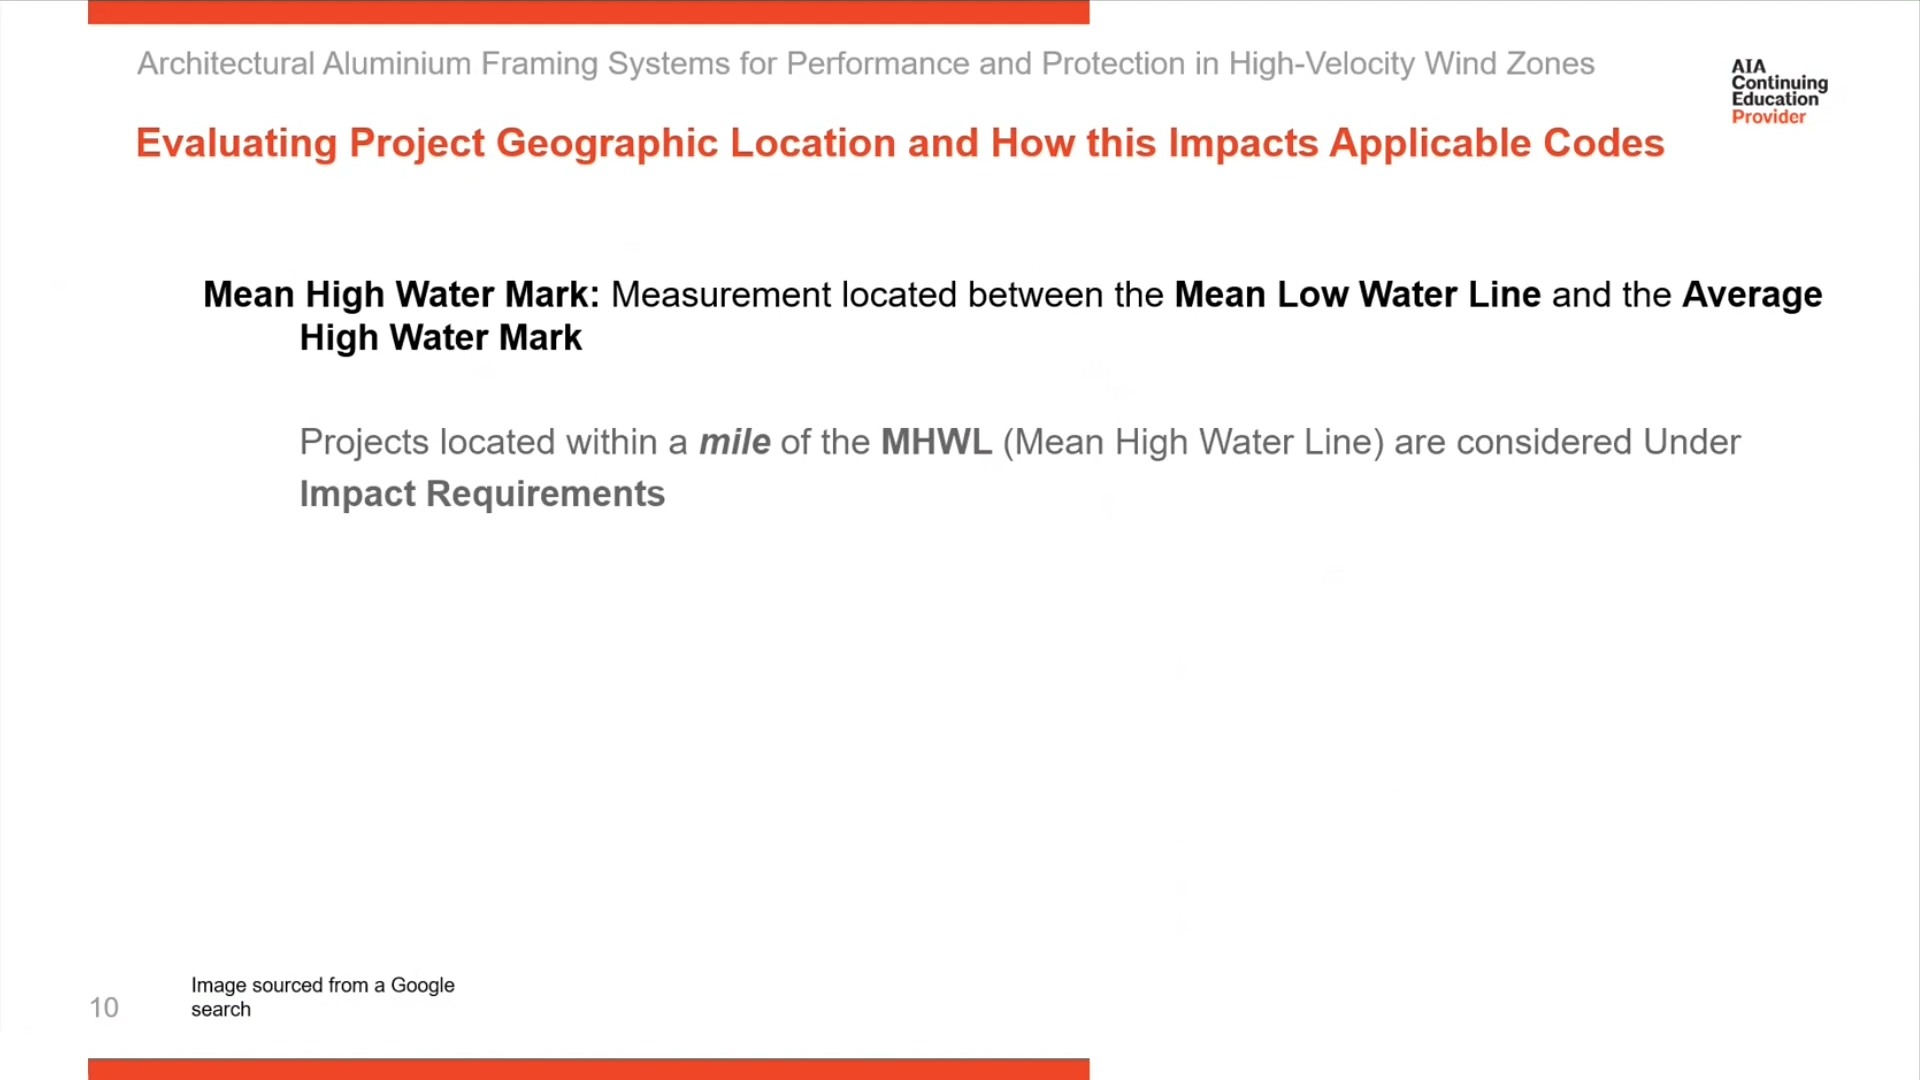 Architectural Aluminium Framing Systems for Performance and Protection in High-Velocity Wind Zones
AIA
Continuing
Education
Provider
Evaluating Project Geographic Location and How this Impacts Applicable Codes
Mean High Water Mark: Measurement located between the Mean Low Water Line and the Average
High Water Mark
Projects located within a mile of the MHWL (Mean High Water Line) are considered Under
Impact Requirements
Image sourced from a Google
search
10